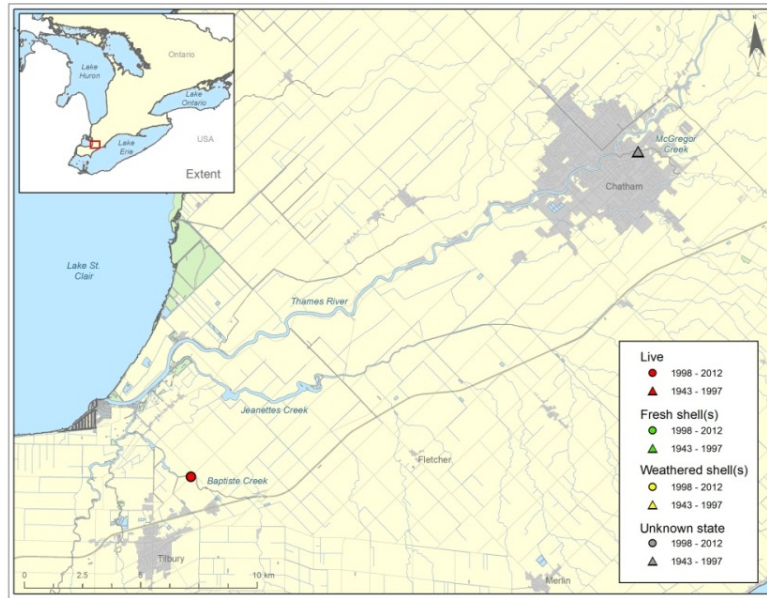 Ontario
Lake
Huron
Lake
Ontario
Lake
Erie
USA
Extent
N
McGregor
Creek
Chatham
Lake St.
Clair
Thames River
Jeanettes Creek
Fletcher
Baptiste Creek
Tilbury
Merlin
0 2.5 5 10 km
Live
1998 - 2012
1943 - 1997
Fresh shell(s)
1998 - 2012
1943 - 1997
Weathered shell(s)
1998 - 2012
1943 - 1997
Unknown state
1998 - 2012
1943 - 1997